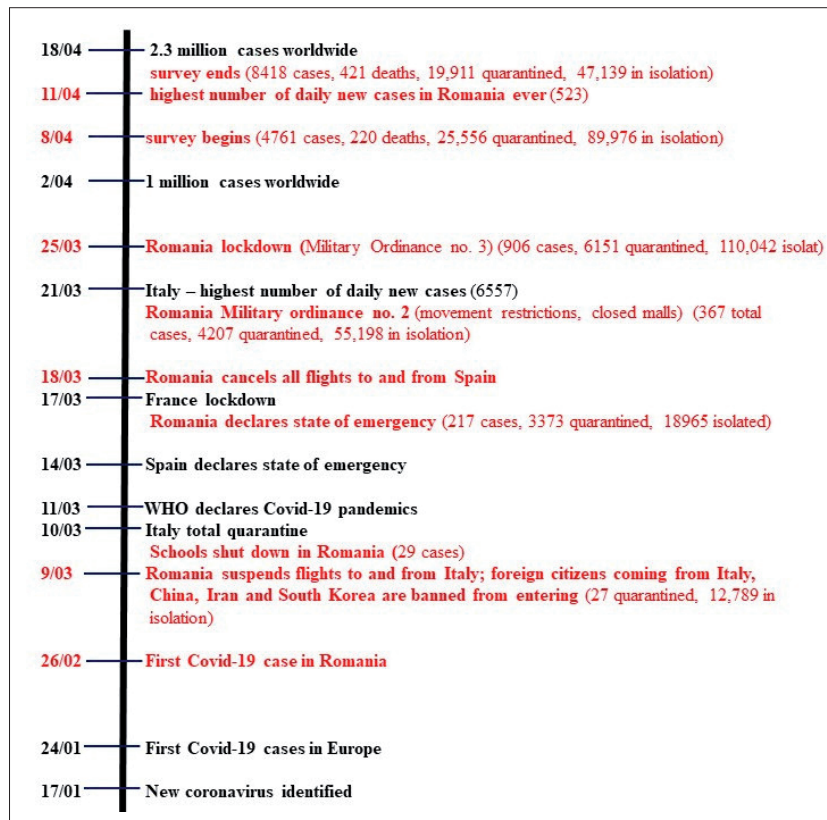 18/04 2.3 million cases worldwide
survey ends (8418 cases, 421 deaths, 19,911 quarantined, 47,139 in isolation)
11/04 highest number of daily new cases in Romania ever (523)
8/04 survey begins (4761 cases, 220 deaths, 25,556 quarantined, 89,976 in isolation)
2/04 1 million cases worldwide
25/03 Romania lockdown (Military Ordinance no. 3) (906 cases, 6151 quarantined, 110,042 isolat)
21/03 Italy – highest number of daily new cases (6557)
Romania Military ordinance no. 2 (movement restrictions, closed malls) (367 total
cases, 4207 quarantined, 55,198 in isolation)
18/03 Romania cancels all flights to and from Spain
17/03 France lockdown
Romania declares state of emergency (217 cases, 3373 quarantined, 18965 isolated)
14/03 Spain declares state of emergency
11/03 WHO declares Covid-19 pandemics
10/03 Italy total quarantine
Schools shut down in Romania (29 cases)
9/03 Romania suspends flights to and from Italy; foreign citizens coming from Italy,
China, Iran and South Korea are banned from entering (27 quarantined, 12,789 in
isolation)
26/02 First Covid-19 case in Romania
24/01 First Covid-19 cases in Europe
17/01 New coronavirus identified